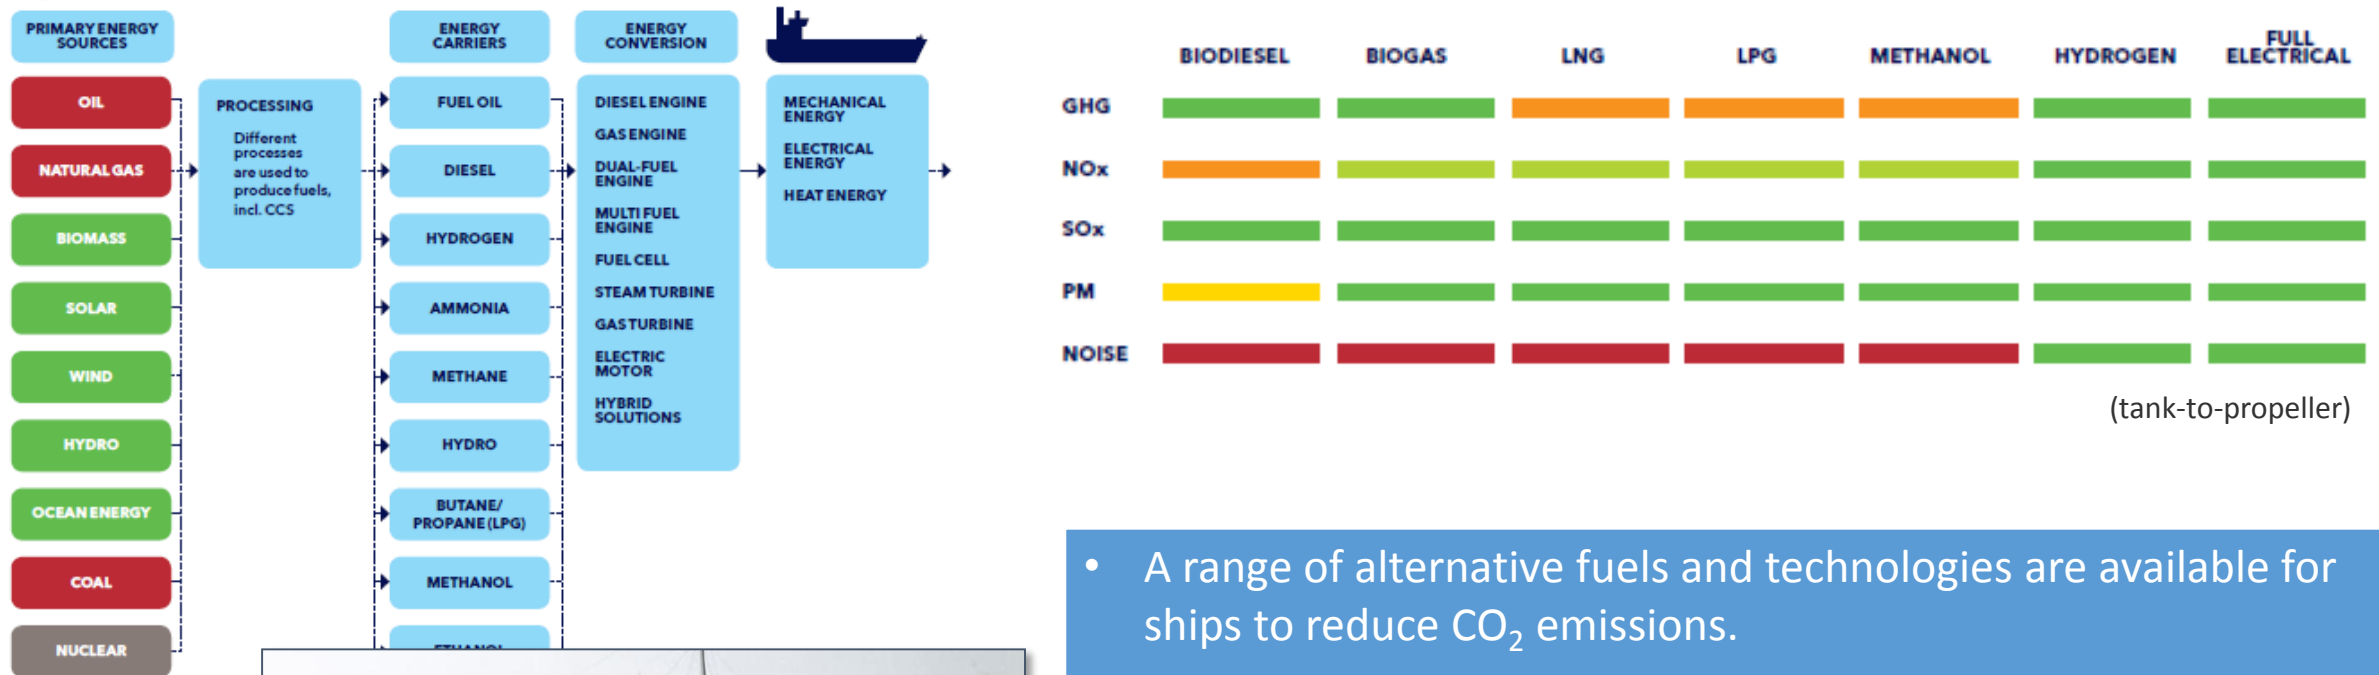 PRIMARY ENERGY
SOURCES
OIL
NATURAL GAS
BIOMASS
SOLAR
WIND
HYDRO
OCEAN ENERGY
COAL
NUCLEAR
PROCESSING
Different
processes
are used to
produce fuels,
incl. CCS
ENERGY
CARRIERS
FUEL OIL
DIESEL
HYDROGEN
AMMONIA
METHANE
HYDRO
BUTANE/
PROPANE (LPG)
METHANOL
ETHANOL
ENERGY
CONVERSION
DIESEL ENGINE
GAS ENGINE
DUAL-FUEL
ENGINE
MULTI FUEL
ENGINE
FUEL CELL
STEAM TURBINE
GAS TURBINE
ELECTRIC
MOTOR
HYBRID
SOLUTIONS
MECHANICAL
ENERGY
ELECTRICAL
ENERGY
HEAT ENERGY
BIODIESEL BIOGAS LNG LPG METHANOL HYDROGEN FULL ELECTRICAL
GHG
NOx
SOx
PM
NOISE
(tank-to-propeller)
• A range of alternative fuels and technologies are available for
ships to reduce CO₂ emissions.